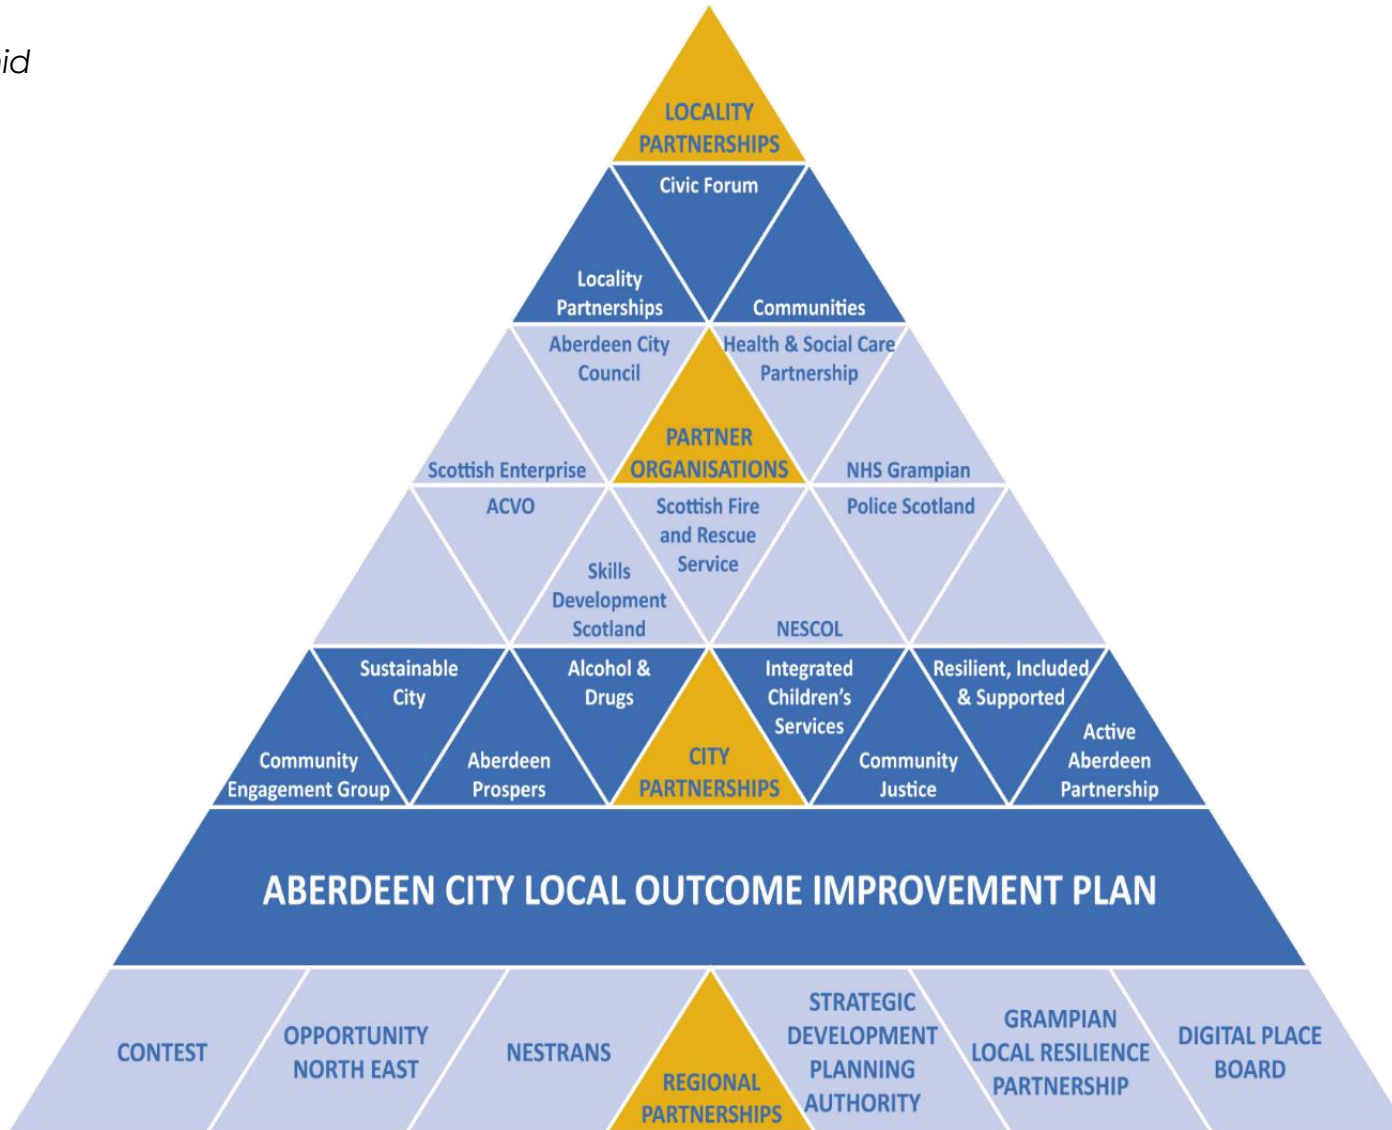 id
LOCALITY
PARTNERSHIPS
Civic Forum
Locality
Partnerships
Communities
Aberdeen City
Council
Health & Social Care
Partnership
PARTNER
ORGANISATIONS
Scottish Enterprise
NHS Grampian
ACVO
Scottish Fire
and Rescue
Service
Police Scotland
Skills
Development
Scotland
NESCOL
Sustainable
City
Alcohol &
Drugs
Integrated
Children's
Services
Resilient, Included
& Supported
Community
Engagement Group
Aberdeen
Prospers
CITY
PARTNERSHIPS
Community
Justice
Active
Aberdeen
Partnership
ABERDEEN CITY LOCAL OUTCOME IMPROVEMENT PLAN
CONTEST
OPPORTUNITY
NORTH EAST
NESTRANS
REGIONAL
PARTNERSHIPS
STRATEGIC
DEVELOPMENT
PLANNING
AUTHORITY
GRAMPIAN
LOCAL RESILIENCE
PARTNERSHIP
DIGITAL PLACE
BOARD